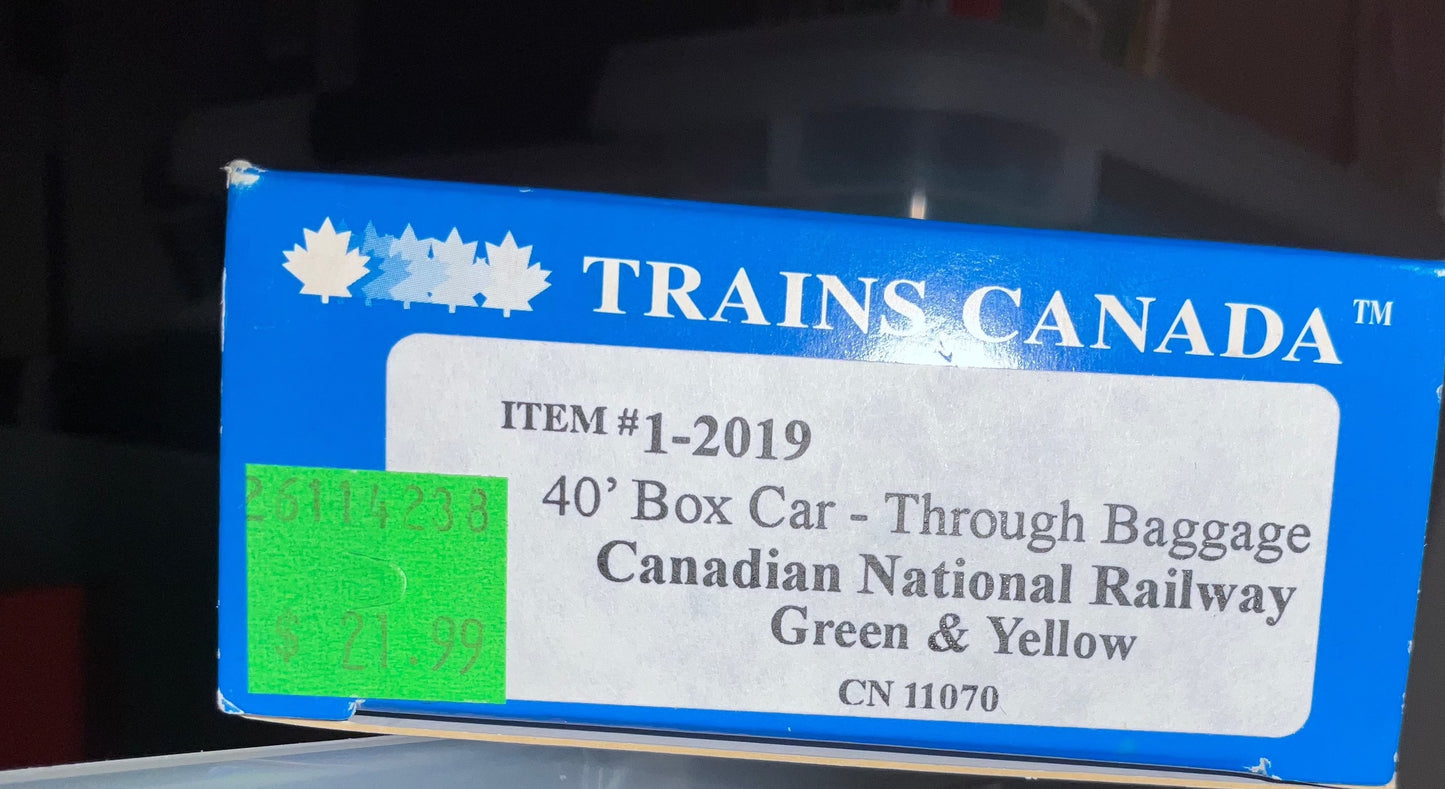 TRAINS CANADA™
ITEM #1-2019
40' Box Car - Through Baggage
Canadian National Railway
Green & Yellow
CN 11070
26114238
$ 21.99